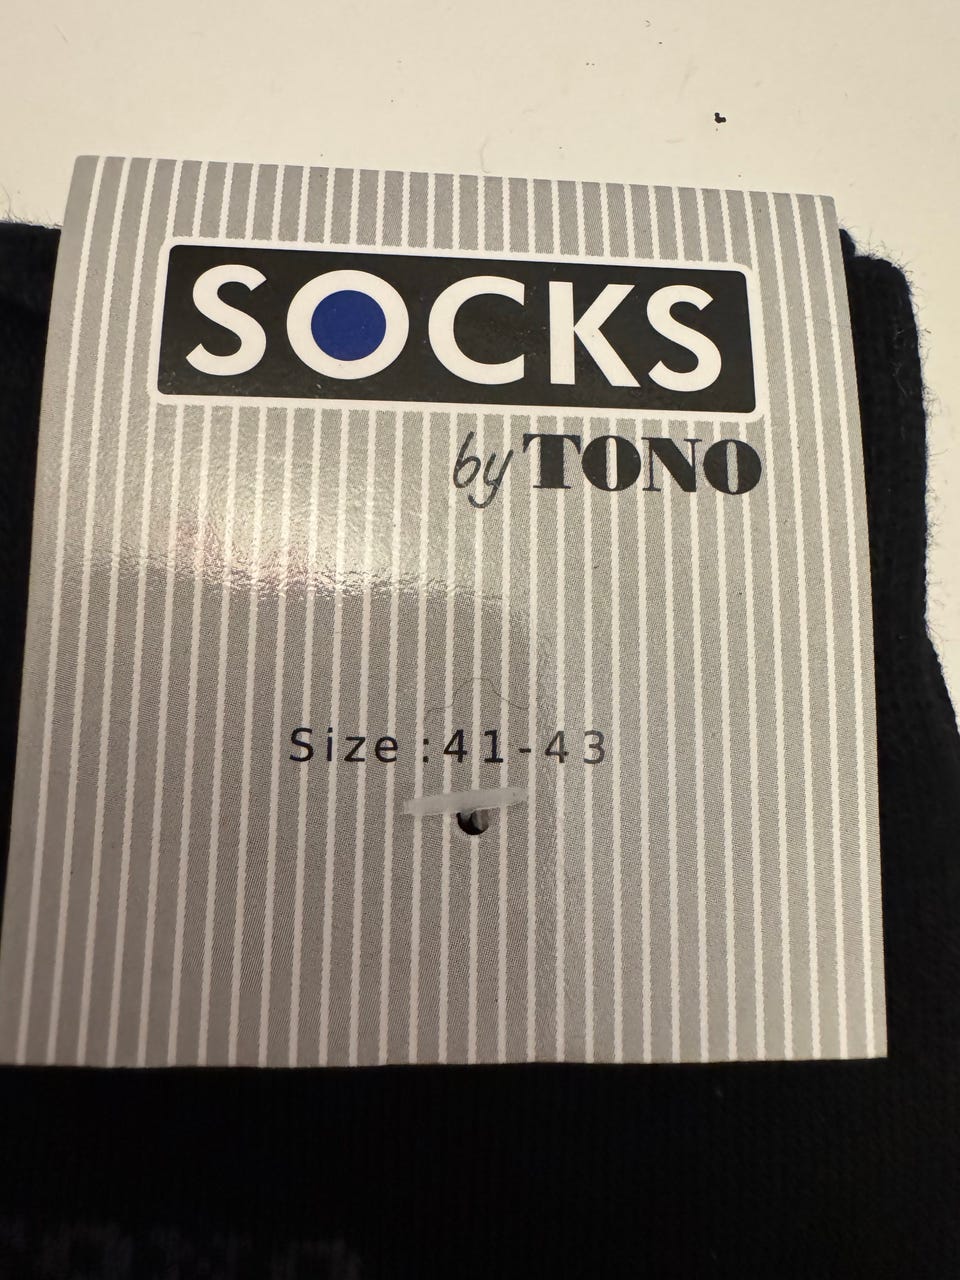 SOCKS
by TONO
Size :41-43